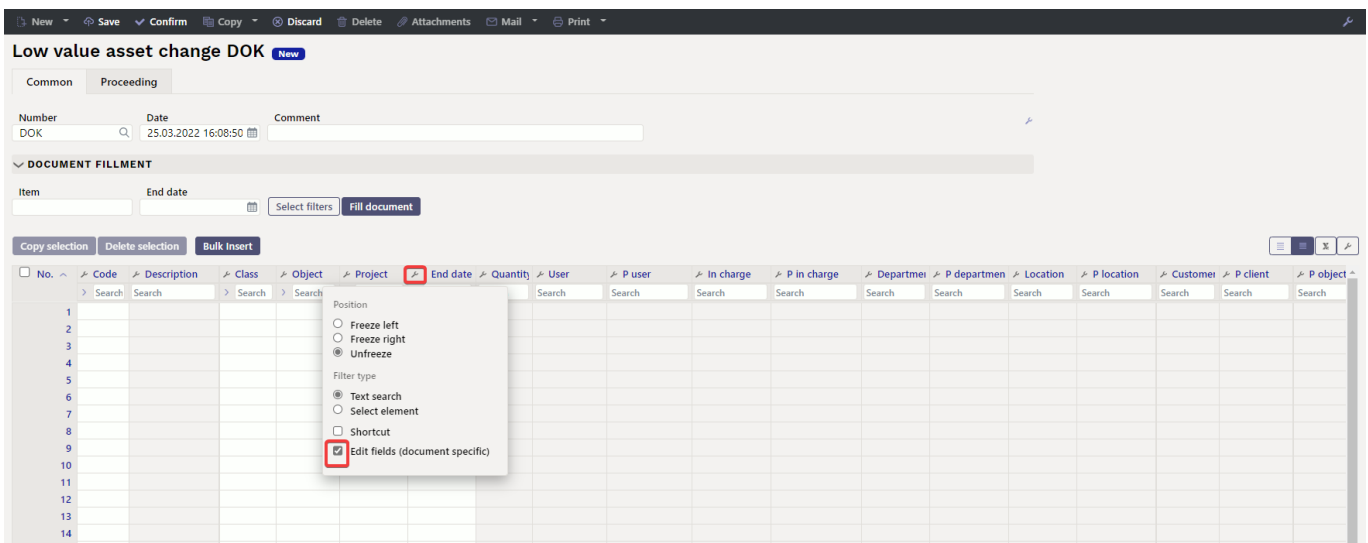 New Save Confirm Copy Discard Delete Attachments Mail Print
Low value asset change DOK New
Common Proceeding
Number Date Comment
DOK 25.03.2022 16:08:50
DOCUMENT FILLMENT
Item End date
Select filters Fill document
Copy selection Delete selection Bulk Insert
No. Code Description Class Object Project End date Quantity User P user In charge P in charge Departmen P departmen Location P location Customer P client P object
> Search Search > Search > Search Search Search Search Search Search Search Search Search Search Search Search
1
Position
Freeze left
2
Freeze right
3
Unfreeze
4
Filter type
5
6
Text search
7
Select element
8
Shortcut
9
Edit fields (document specific)
10
11
12
13
14